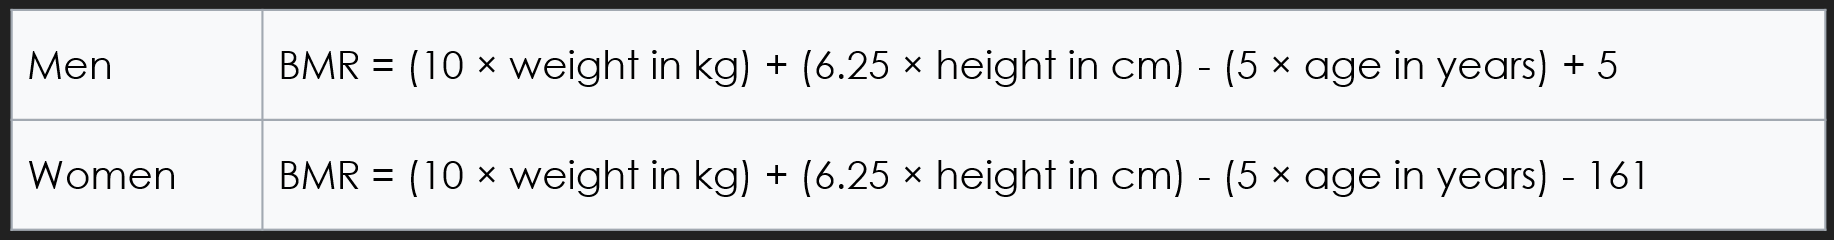 Men BMR = (10 × weight in kg) + (6.25 × height in cm) - (5 × age in years) + 5
Women BMR = (10 × weight in kg) + (6.25 × height in cm) - (5 × age in years) - 161